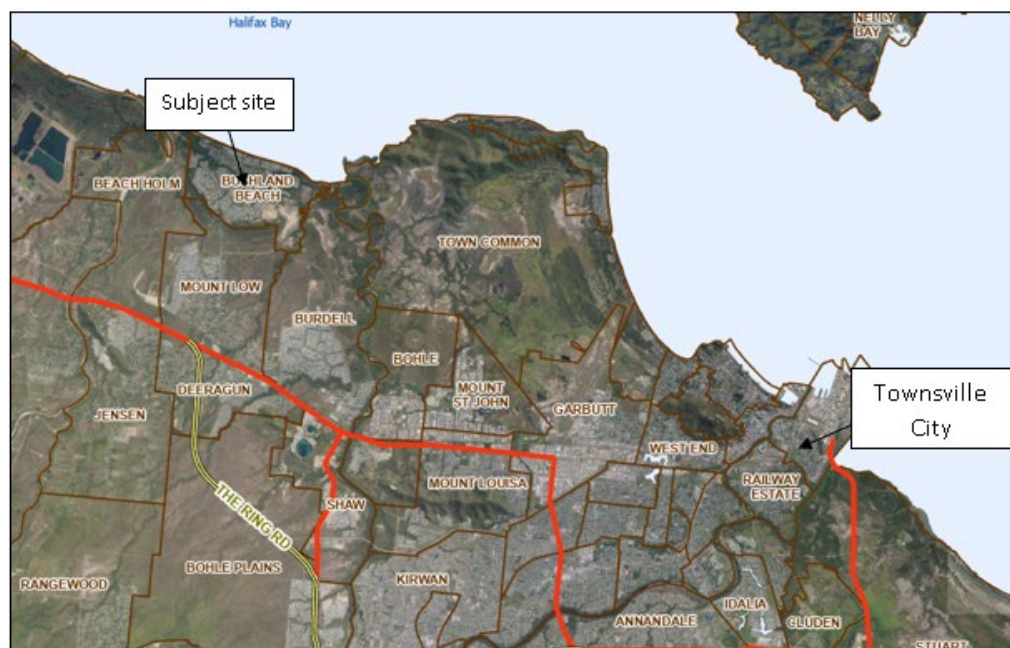 Halifax Bay
NELLY
BAY
Subject site
BEACH HOLM
BUSHLAND
BEACH
TOWN COMMON
MOUNT LOW
BURDELL
BOHLE
DEERAGUN
MOUNT
ST JOHN
JENSEN
GARBUTT
Townsville
City
WEST END
MOUNT LOUISA
RAILWAY
ESTATE
SHAW
THE RING RD
BOHLE PLAINS
RANGEWOOD
KIRWAN
IDALIA
ANNANDALE
CLUDEN
STUART